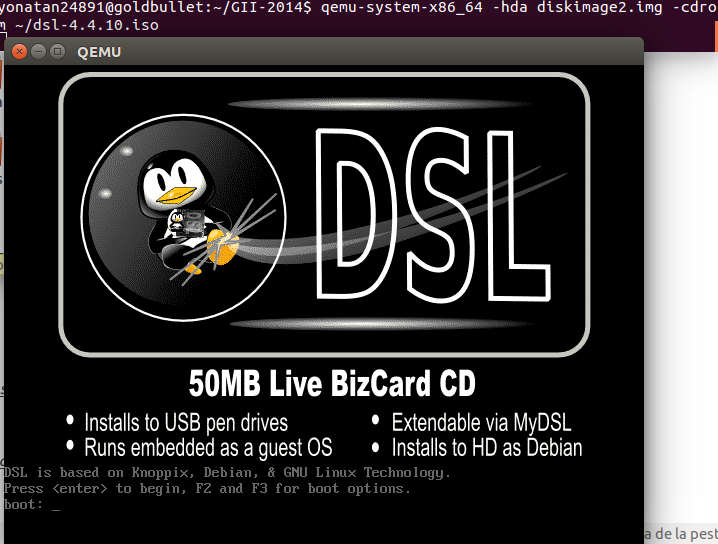 yonatan24891@goldbullet:~/GII-2014$ qemu-system-x86_64 -hda diskimage2.img -cdro
m ~/dsl-4.4.10.iso
QEMU
DSL
50MB Live BizCard CD
• Installs to USB pen drives
• Extendable via MyDSL
• Runs embedded as a guest OS
• Installs to HD as Debian
DSL is based on Knoppix, Debian, & GNU Linux Technology.
Press <enter> to begin, F2 and F3 for boot options.
boot: _
a de la pest